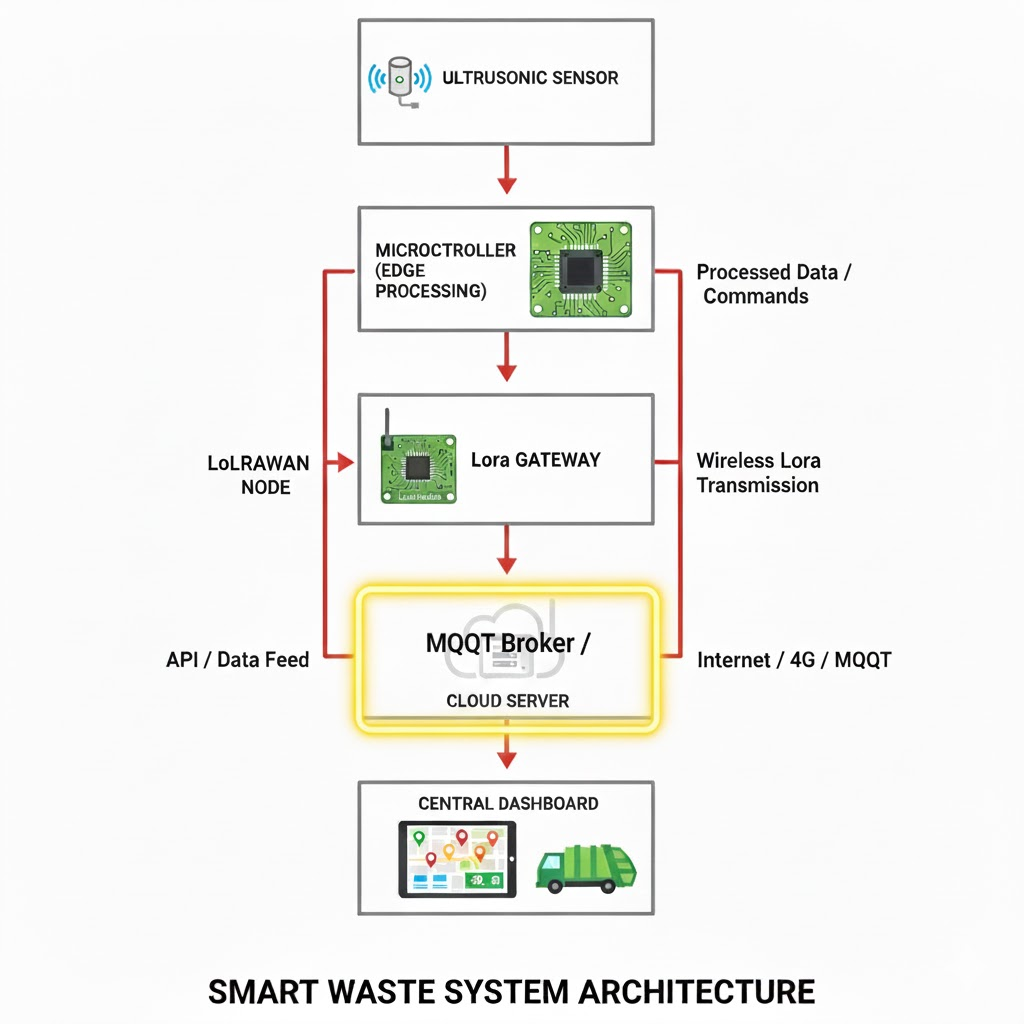 ULTRUSONIC SENSOR
MICROCTROLLER
(EDGE
PROCESSING)
Processed Data /
Commands
LoLRAWAN
NODE
Lora GATEWAY
Wireless Lora
Transmission
API / Data Feed
MQQT Broker /
CLOUD SERVER
Internet / 4G / MQQT
CENTRAL DASHBOARD
SMART WASTE SYSTEM ARCHITECTURE